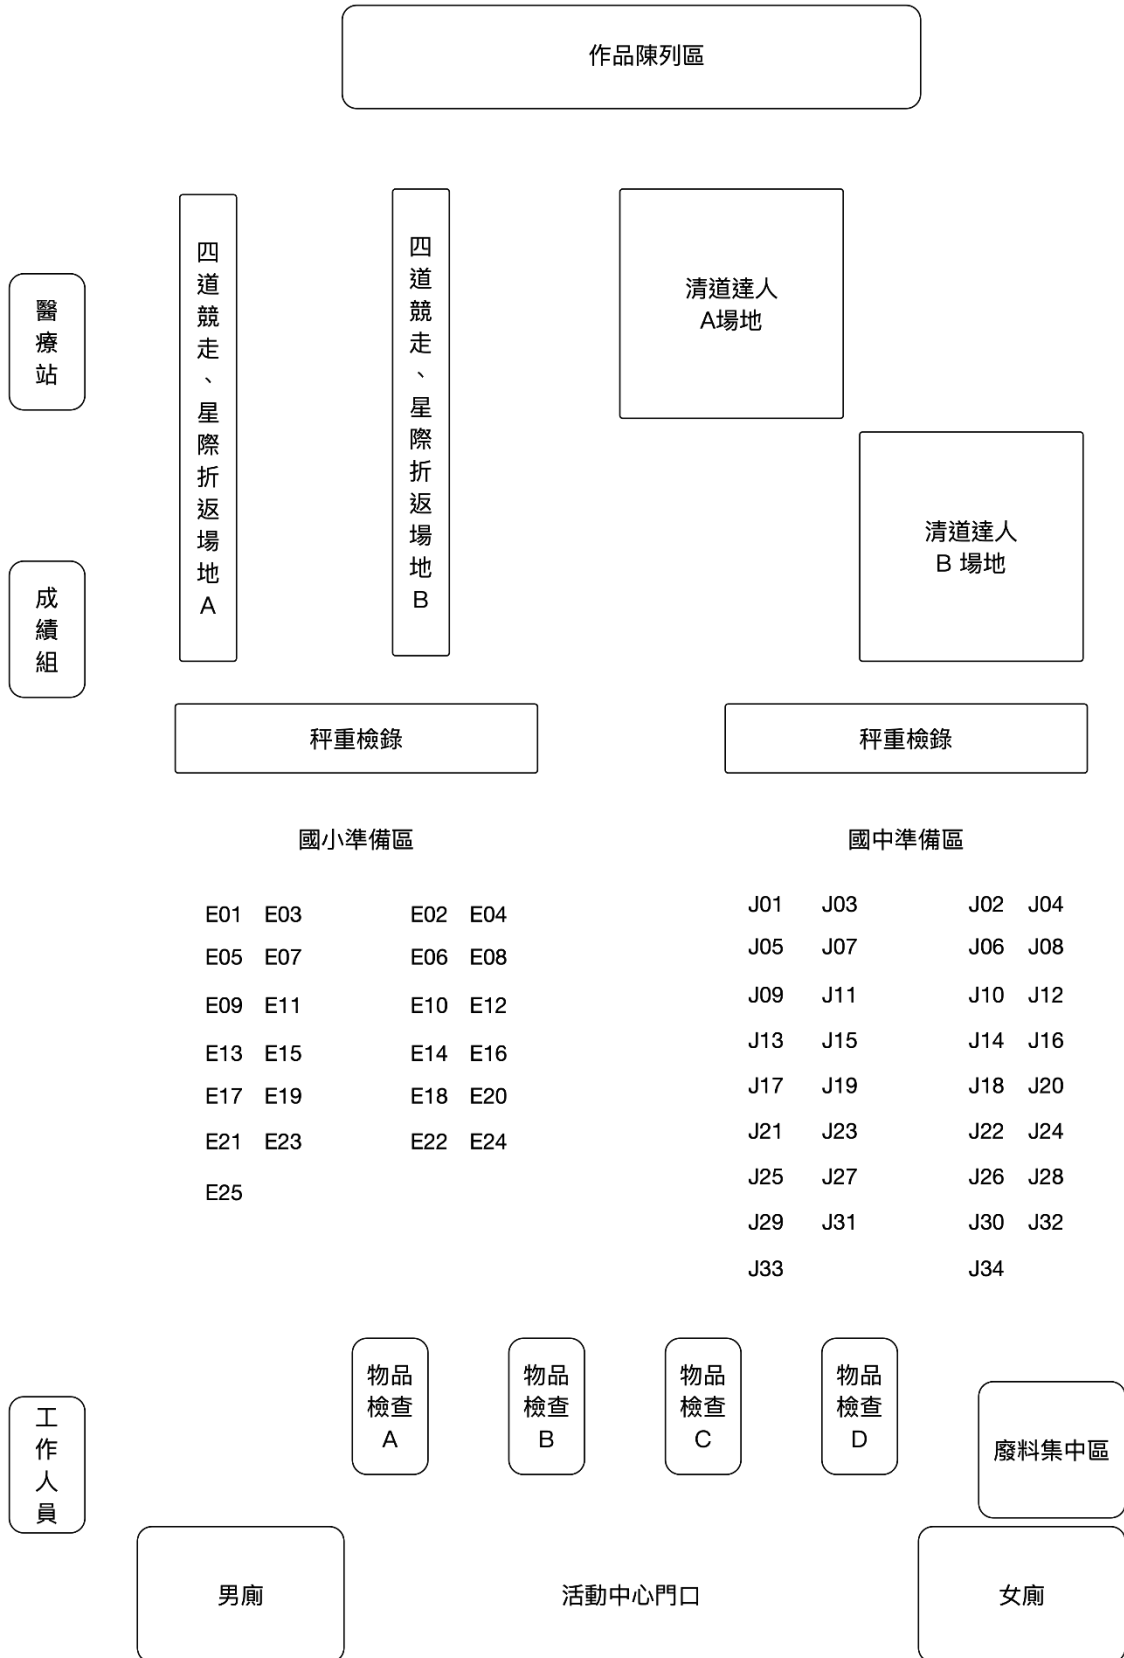 作品陳列區
四道競走、星際折返場地A
四道競走、星際折返場地B
清道達人
A場地
醫療站
清道達人
B 場地
成績組
秤重檢錄
秤重檢錄
國小準備區
國中準備區
E01 E03 E02 E04
E05 E07 E06 E08
E09 E11 E10 E12
E13 E15 E14 E16
E17 E19 E18 E20
E21 E23 E22 E24
E25
J01 J03 J02 J04
J05 J07 J06 J08
J09 J11 J10 J12
J13 J15 J14 J16
J17 J19 J18 J20
J21 J23 J22 J24
J25 J27 J26 J28
J29 J31 J30 J32
J33 J34
物品
檢查
A
物品
檢查
B
物品
檢查
C
物品
檢查
D
工作人員
廢料集中區
男廁
活動中心門口
女廁